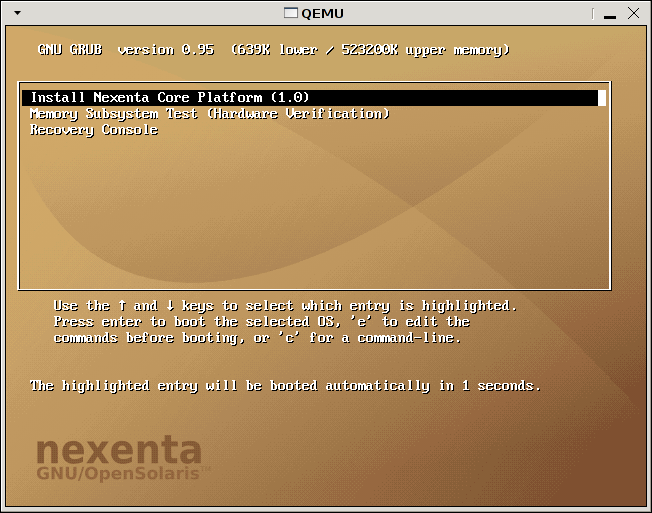 QEMU
GNU GRUB  version 0.95  (639K lower / 523200K upper memory)
Install Nexenta Core Platform (1.0)
Memory Subsystem Test (Hardware Verification)
Recovery Console
Use the ↑ and ↓ keys to select which entry is highlighted.
Press enter to boot the selected OS, 'e' to edit the
commands before booting, or 'c' for a command-line.
The highlighted entry will be booted automatically in 1 seconds.
nexenta
GNU/OpenSolaris™